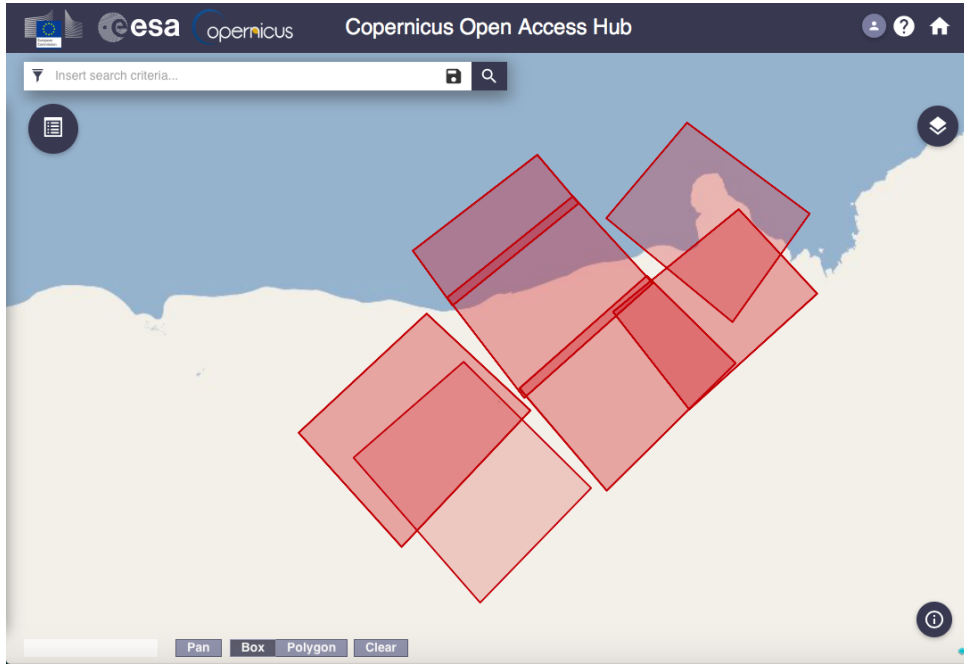 esa
opernicus
Copernicus Open Access Hub
Insert search criteria...
Pan
Box
Polygon
Clear